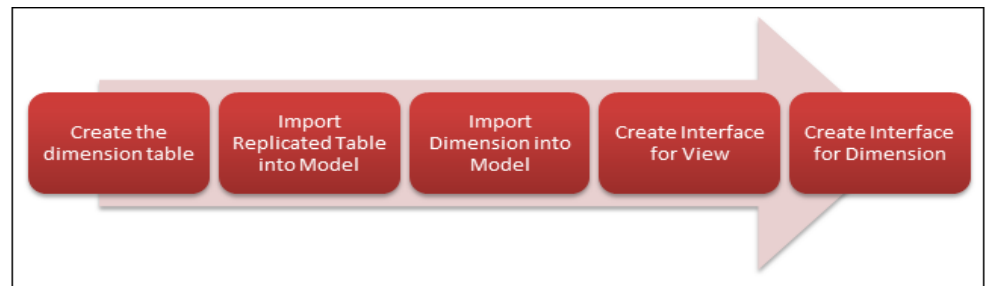 Create the
dimension table
Import
Replicated Table
into Model
Import
Dimension into
Model
Create Interface
for View
Create Interface
for Dimension